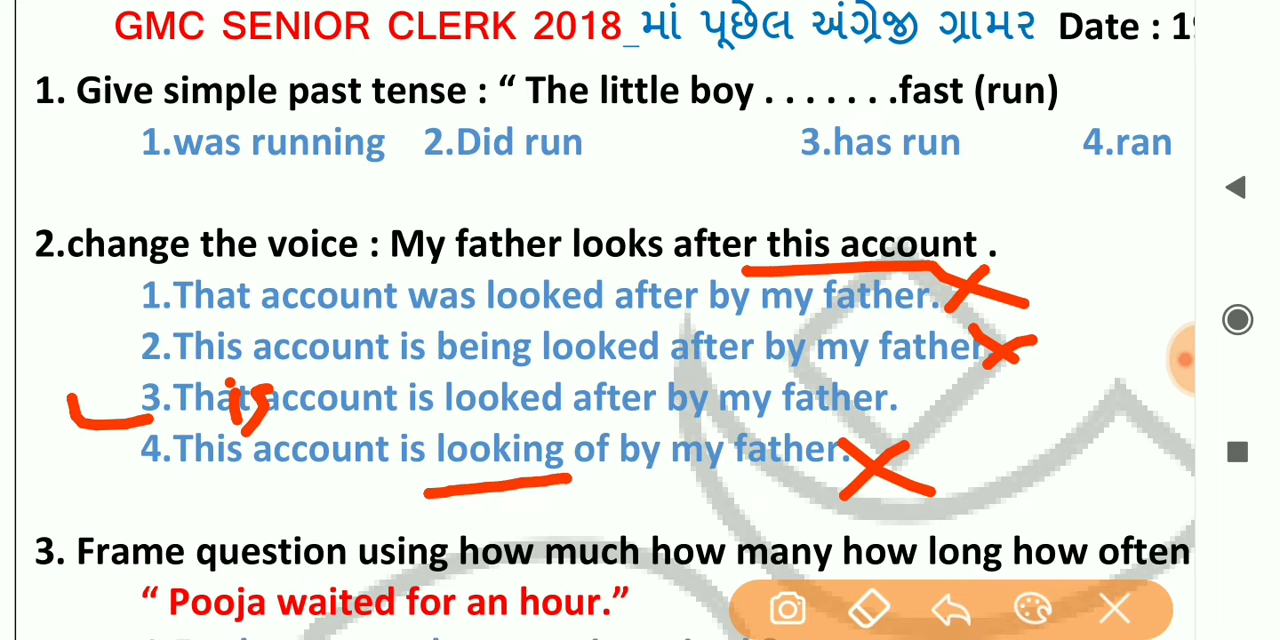 GMC SENIOR CLERK 2018_માં પૂછેલ અંગ્રેજી ગ્રામર Date : 19
1. Give simple past tense : “ The little boy . . . . . . .fast (run)
1.was running 2.Did run 3.has run 4.ran
2.change the voice : My father looks after this account .
1.That account was looked after by my father.
2.This account is being looked after by my father
3.That account is looked after by my father.
is
4.This account is looking of by my father.
3. Frame question using how much how many how long how often
“ Pooja waited for an hour.”